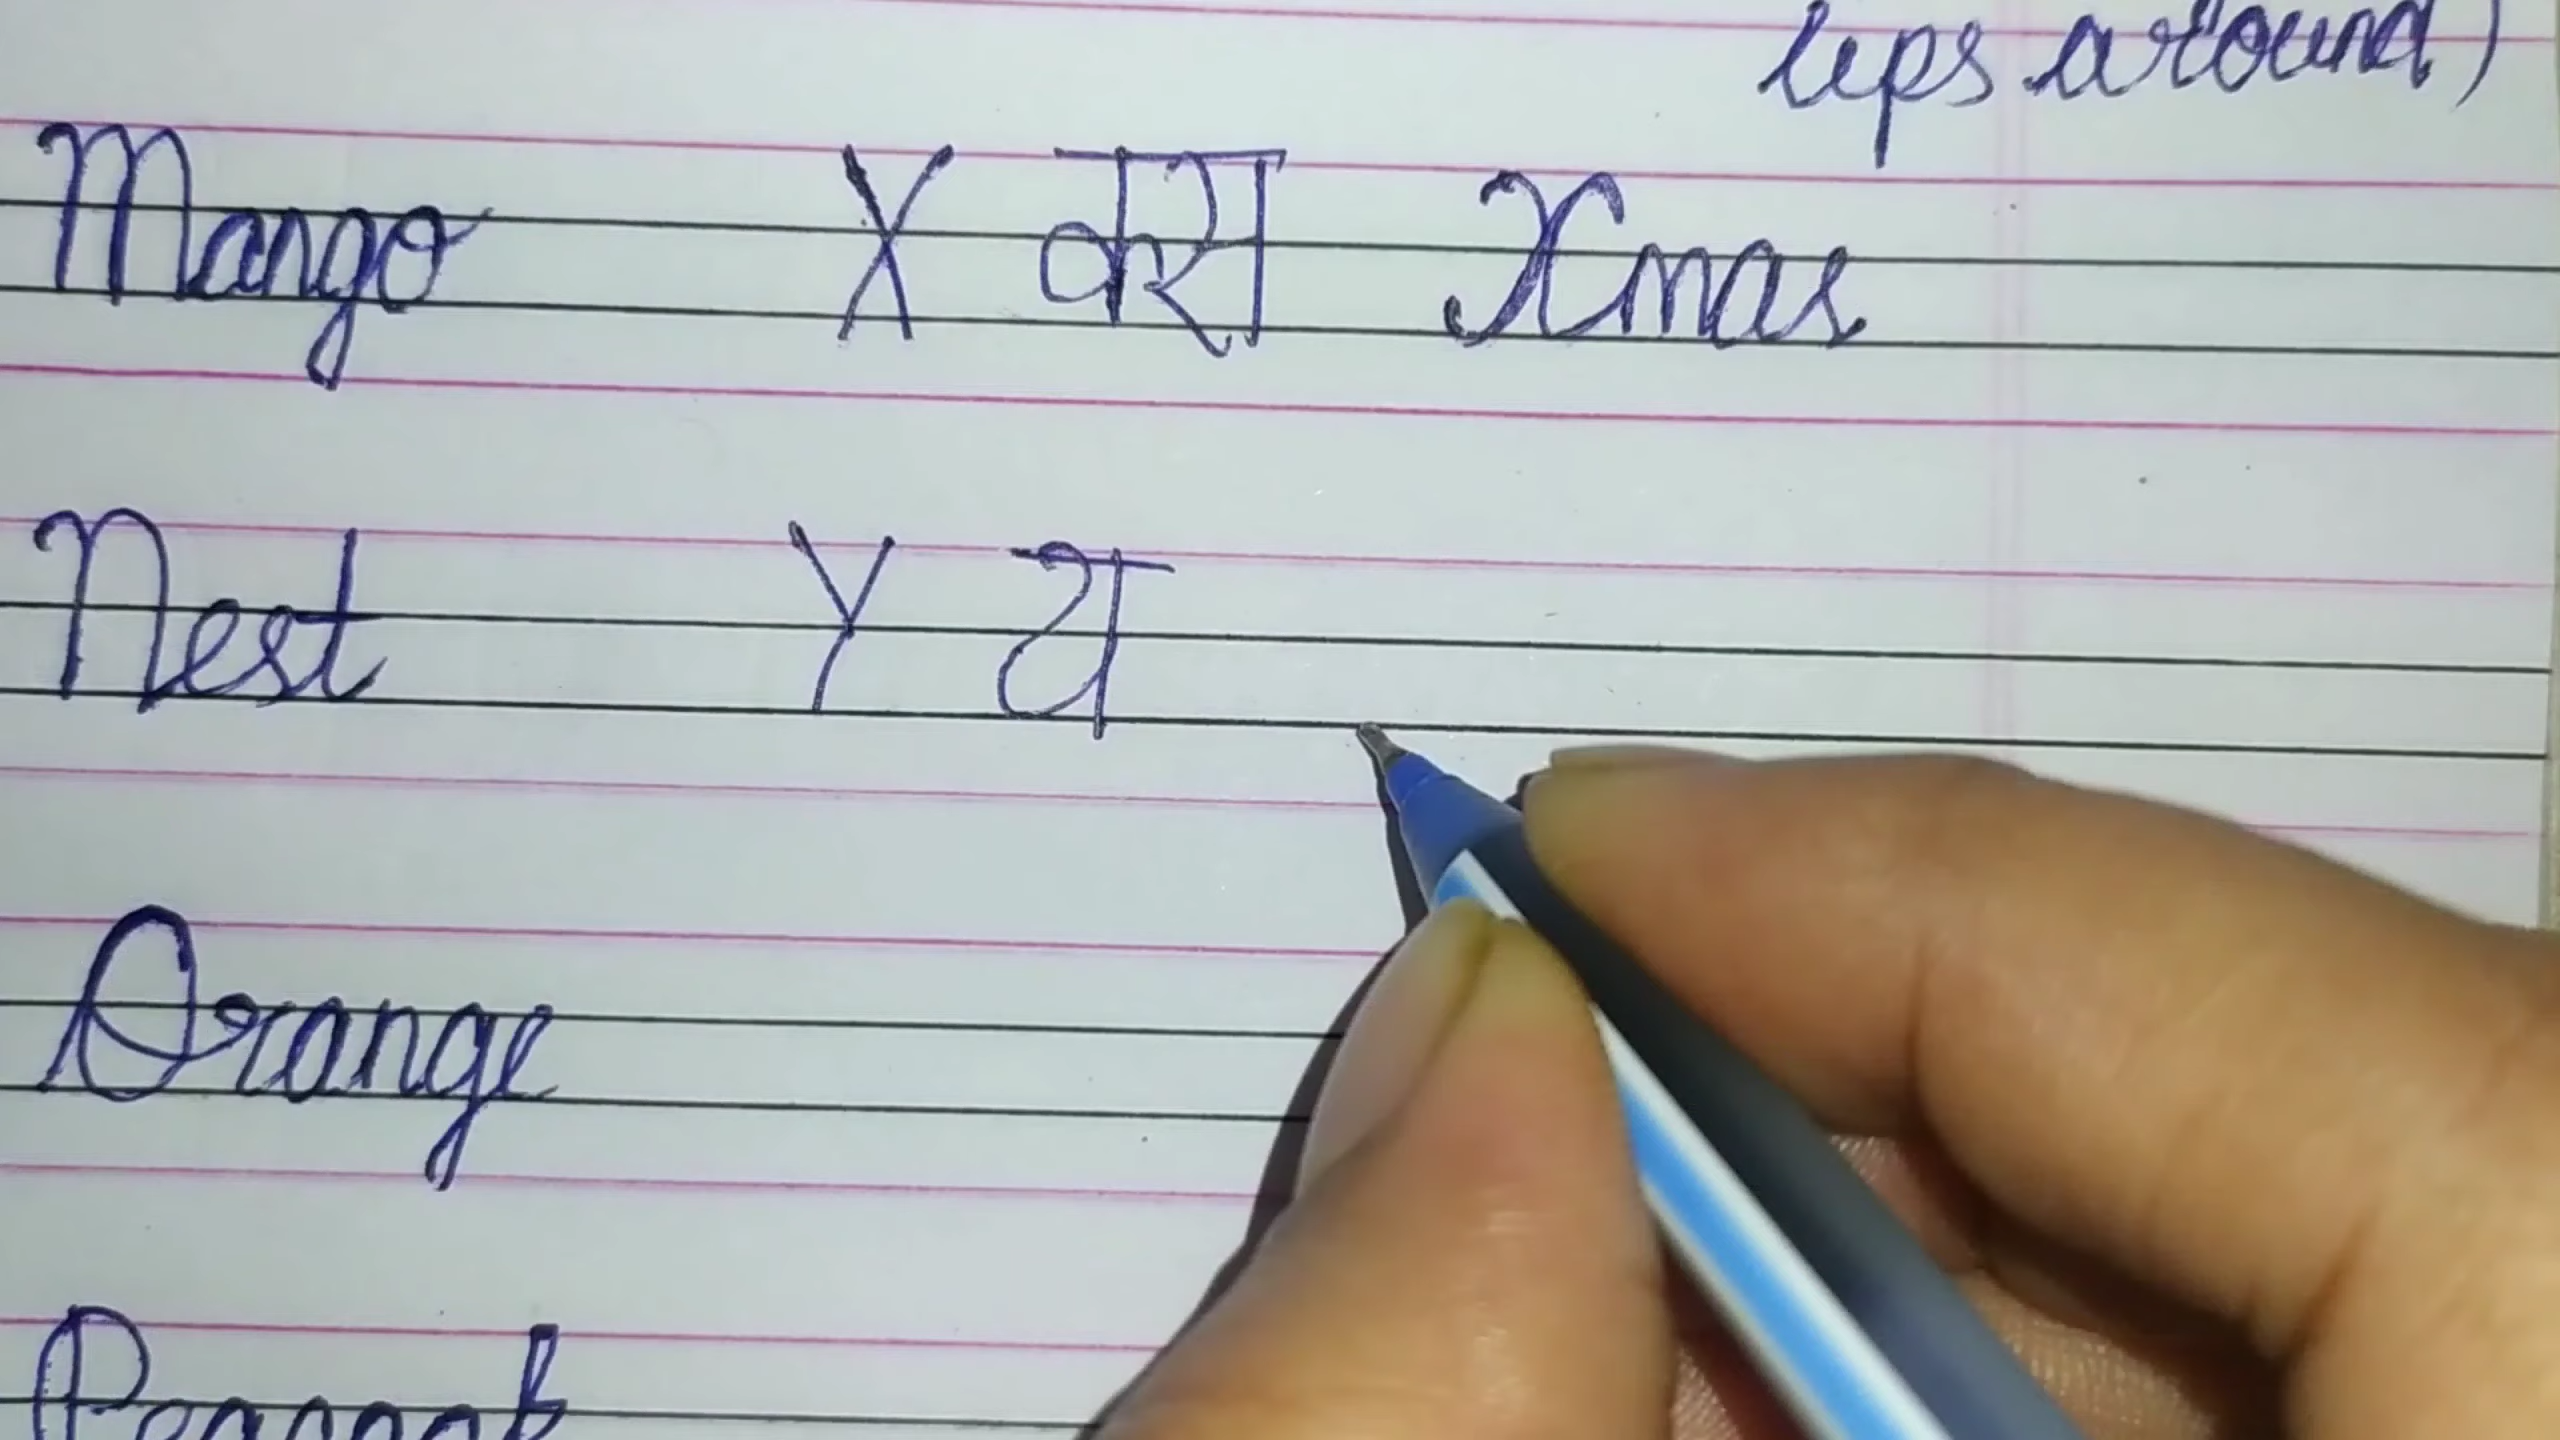 lips around)
Mango X क्स Xmas
Nest Y य
Orange